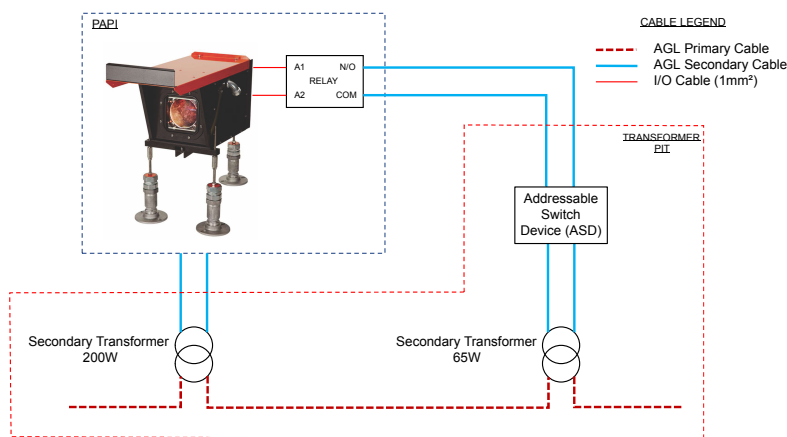 PAPI
A1 N/O
RELAY
A2 COM
CABLE LEGEND
AGL Primary Cable
AGL Secondary Cable
I/O Cable (1mm²)
TRANSFORMER
PIT
Addressable
Switch
Device (ASD)
Secondary Transformer
200W
Secondary Transformer
65W